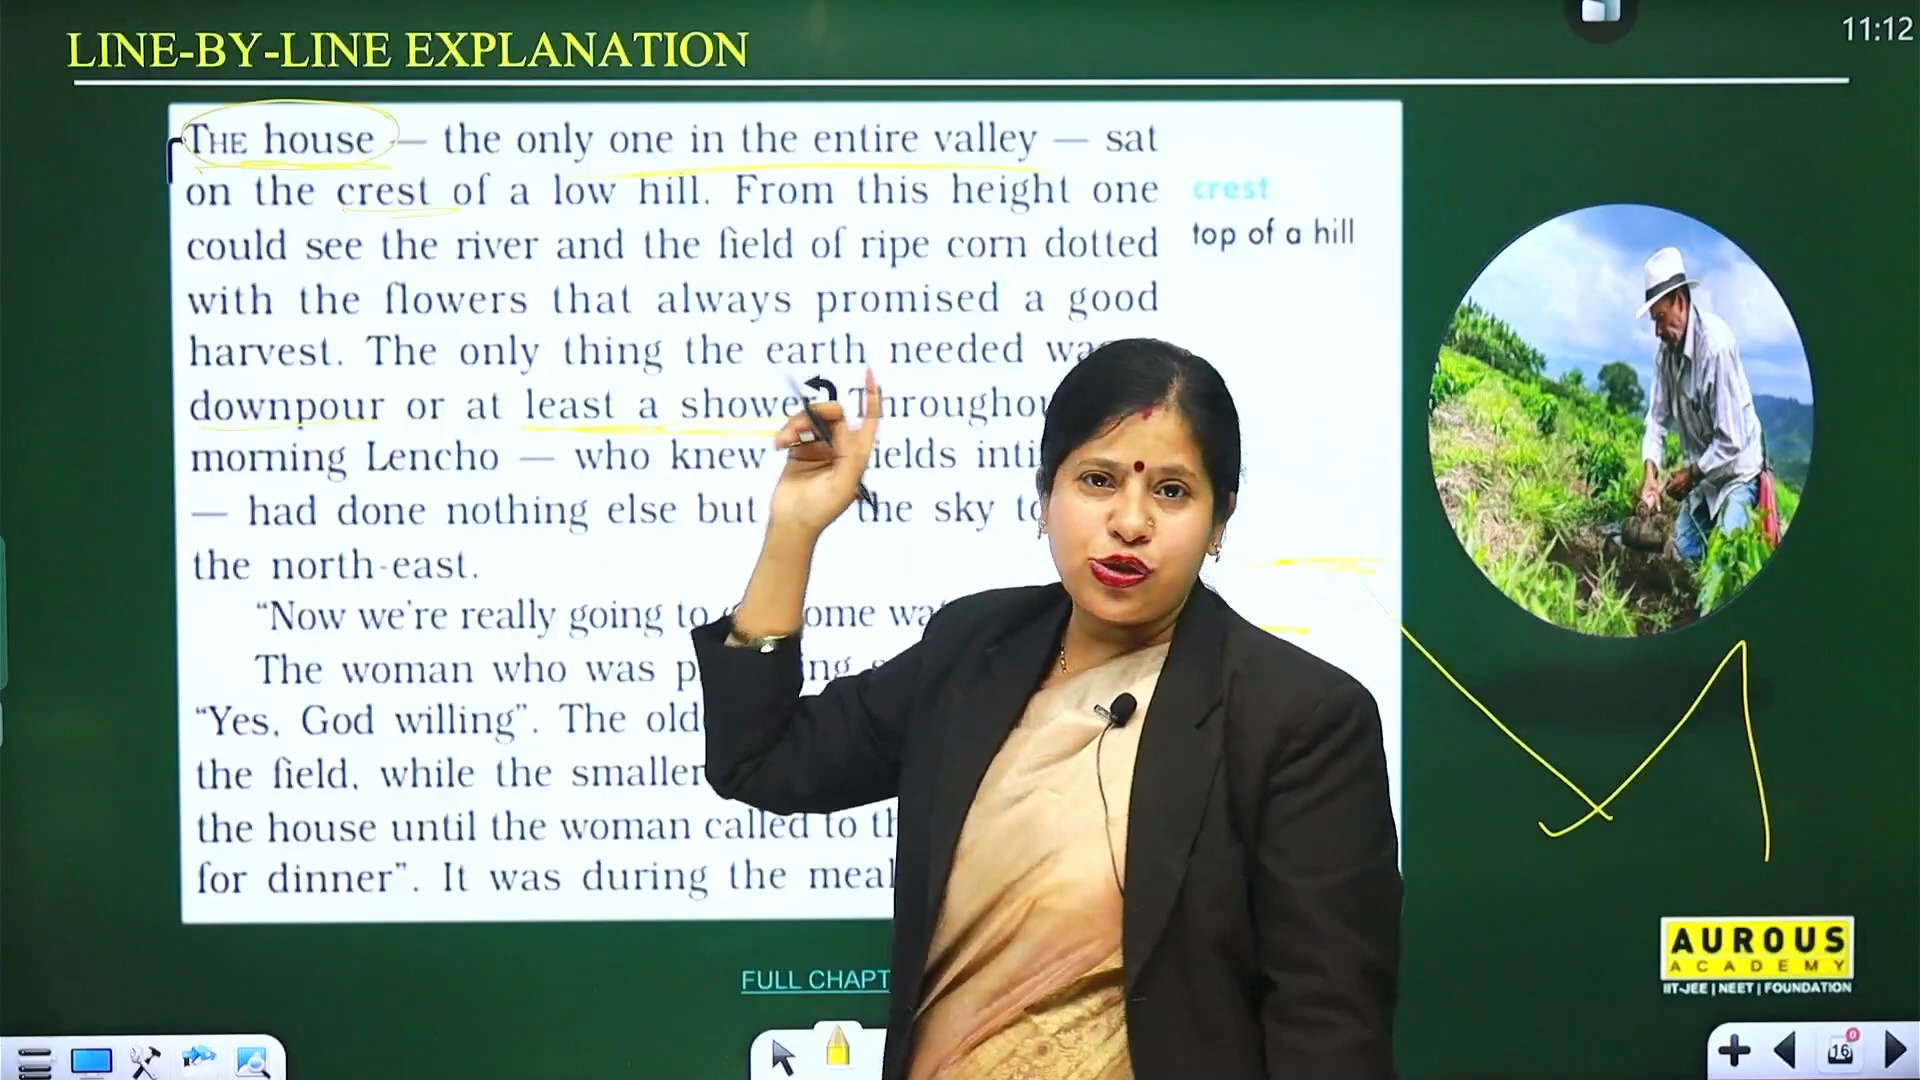 11:12
LINE-BY-LINE EXPLANATION
THE house — the only one in the entire valley — sat
on the crest of a low hill. From this height one
could see the river and the field of ripe corn dotted
with the flowers that always promised a good
harvest. The only thing the earth needed
downpour or at least a shower
morning Lencho — who knew
— had done nothing else but the sky
the north-east.
“Now we’re really going to
The woman who was
“Yes, God willing”. The
the field, while the smaller
the house until the woman called to
for dinner”. It was during the
crest
top of a hill
FULL
AUROUS
ACADEMY
IIT-JEE | NEET | FOUNDATION
16
0